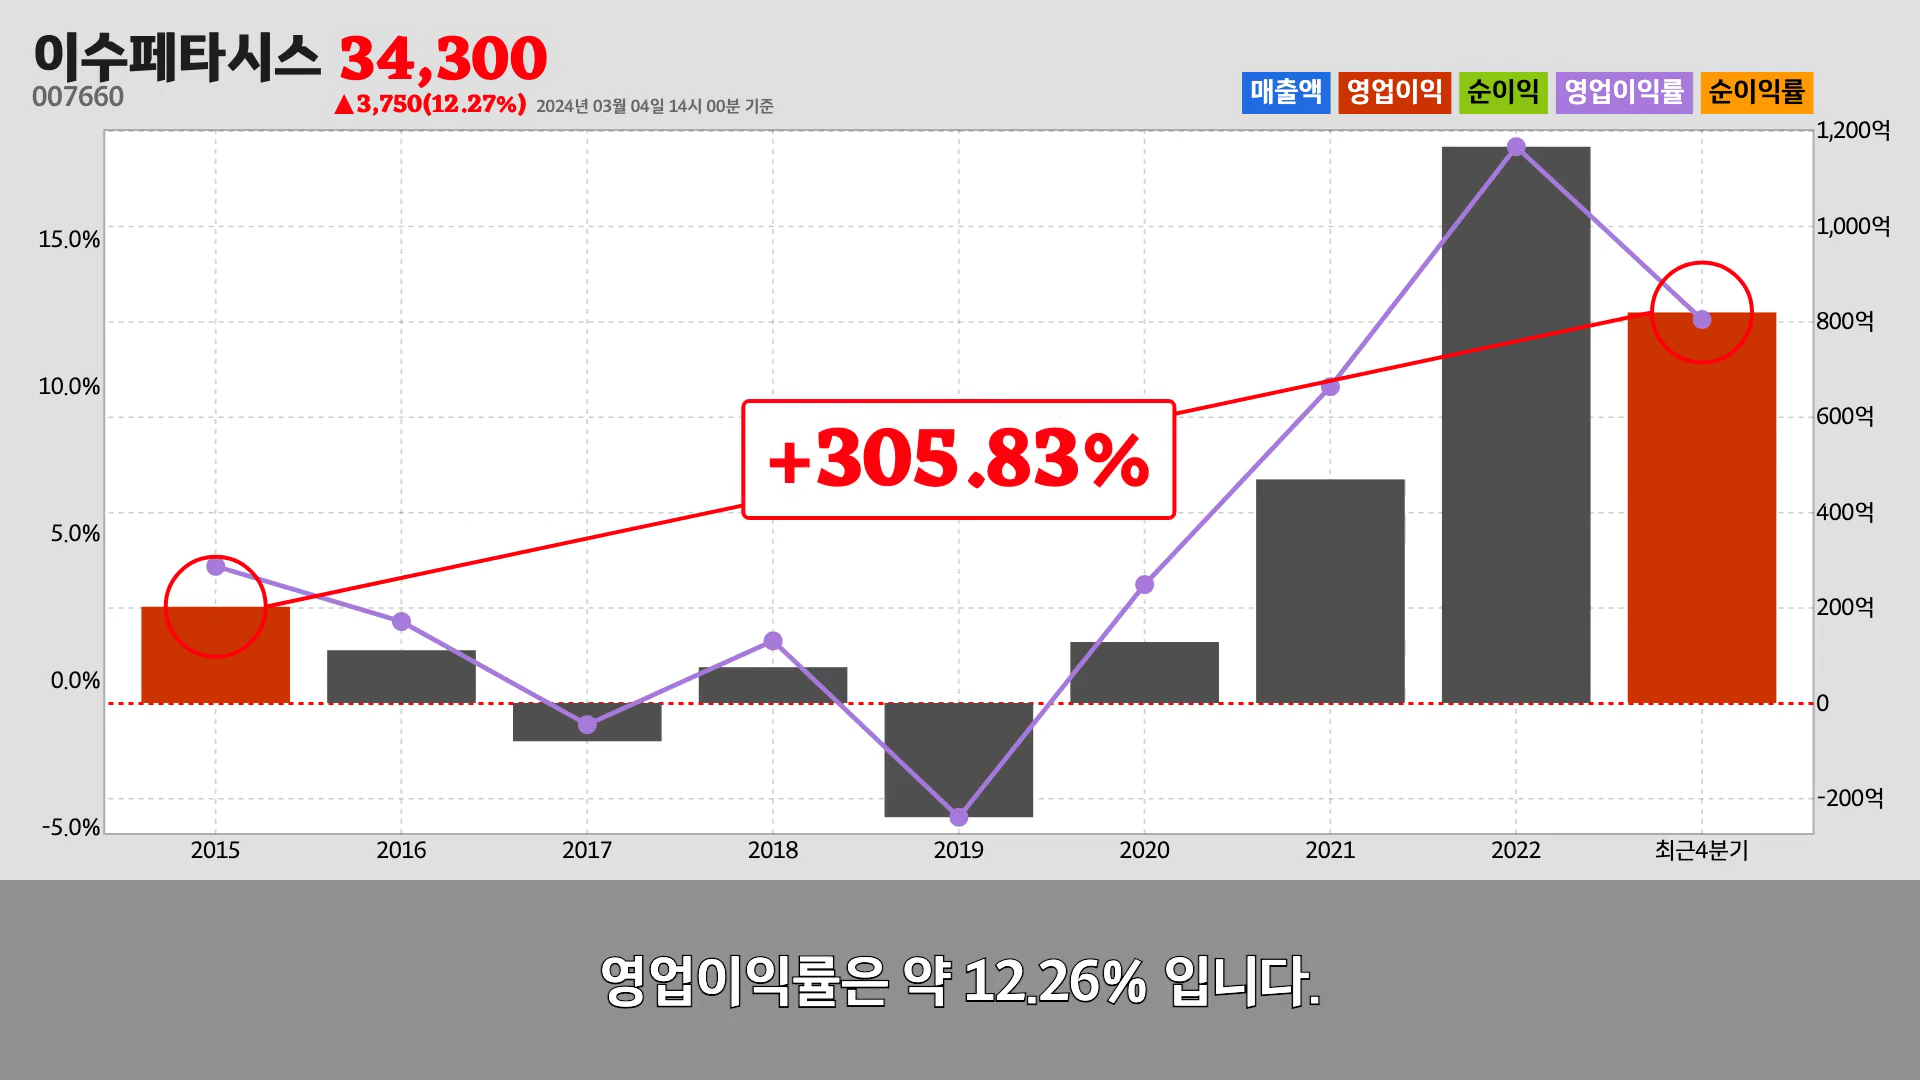 이수페타시스 34,300
007660
▲3,750(12.27%) 2024년 03월 04일 14시 00분 기준
매출액 영업이익 순이익 영업이익률 순이익률
1,200억
1,000억
800억
600억
400억
200억
0
-200억
15.0%
10.0%
5.0%
0.0%
-5.0%
+305.83%
2015 2016 2017 2018 2019 2020 2021 2022 최근4분기
영업이익률은 약 12.26% 입니다.